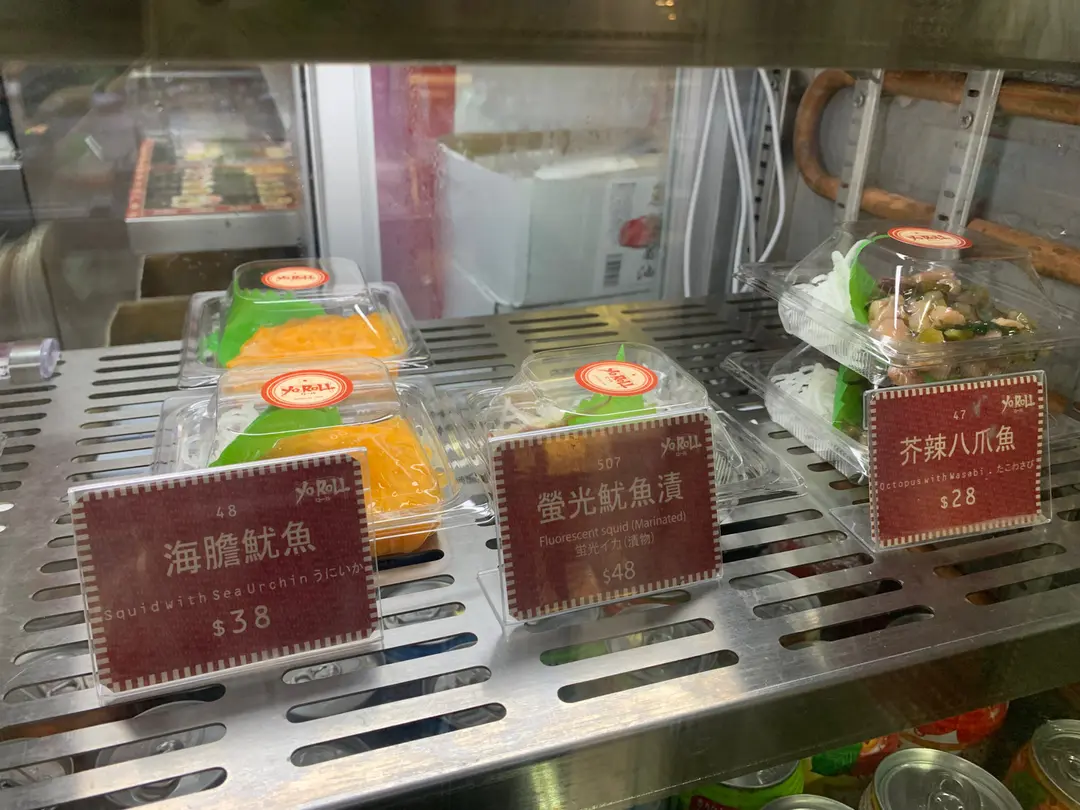 YO ROLL
YO ROLL
YO ROLL
YO ROLL
48
YO ROLL
海膽魷魚
Squid with Sea Urchin うにいか
$38
507
YO ROLL
螢光魷魚漬
Fluorescent squid (Marinated)
蛍光イカ(漬物)
$48
47
YO ROLL
芥辣八爪魚
Octopus with Wasabi . たこわさび
$28